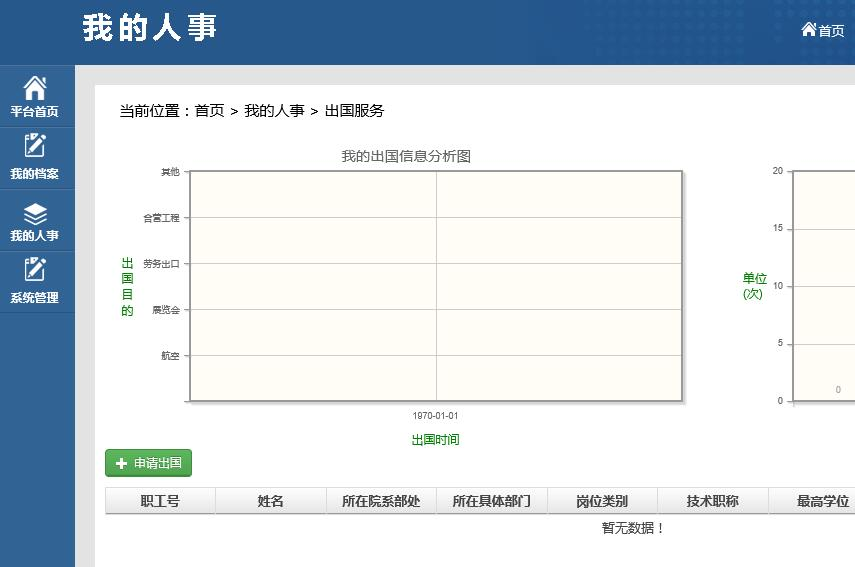 我的人事
首页
平台首页
我的档案
我的人事
系统管理
当前位置：首页 > 我的人事 > 出国服务
我的出国信息分析图
其他
合营工程
劳务出口
展览会
航空
出国目的
1970-01-01
出国时间
20
15
10
5
0
单位
(次)
0
申请出国
职工号 姓名 所在院系部处 所在具体部门 岗位类别 技术职称 最高学位
暂无数据！